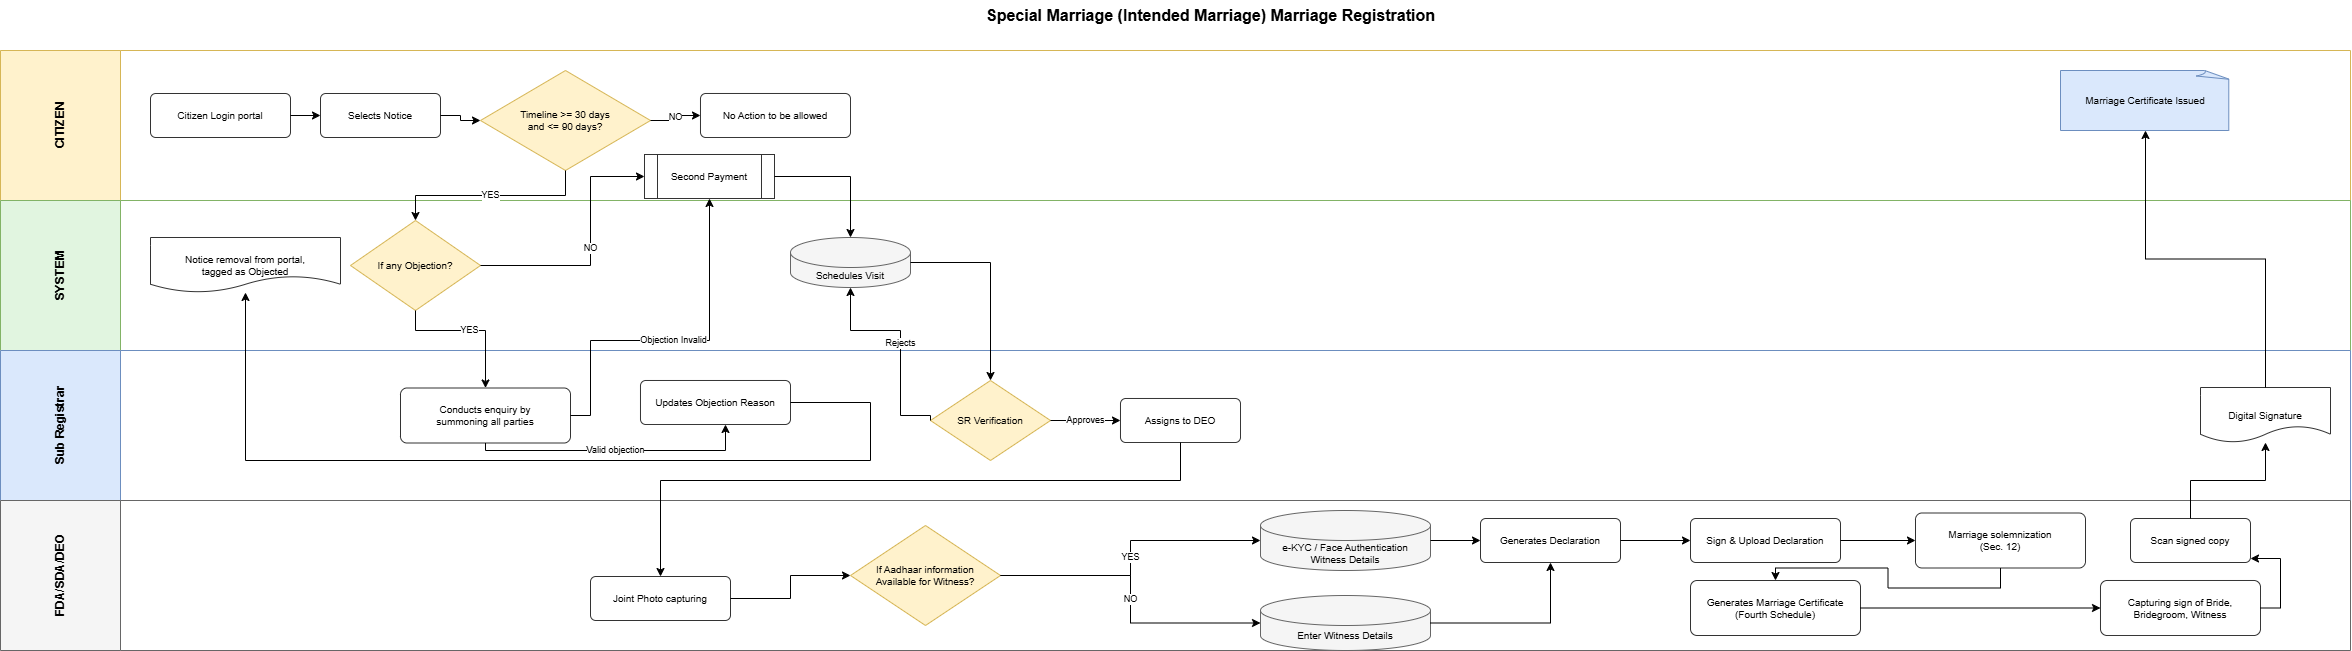 Special Marriage (Intended Marriage) Marriage Registration
CITIZEN
Citizen Login portal
Selects Notice
Timeline >= 30 days
and <= 90 days?
NO
No Action to be allowed
Marriage Certificate Issued
YES
Second Payment
SYSTEM
Notice removal from portal,
tagged as Objected
If any Objection?
NO
Schedules Visit
YES
Objection Invalid
Rejects
Sub Registrar
Conducts enquiry by
summoning all parties
Updates Objection Reason
Valid objection
SR Verification
Approves
Assigns to DEO
Digital Signature
FDA/SDA/DEO
Joint Photo capturing
If Aadhaar information
Available for Witness?
YES
NO
e-KYC / Face Authentication
Witness Details
Enter Witness Details
Generates Declaration
Sign & Upload Declaration
Marriage solemnization
(Sec. 12)
Generates Marriage Certificate
(Fourth Schedule)
Capturing sign of Bride,
Bridegroom, Witness
Scan signed copy